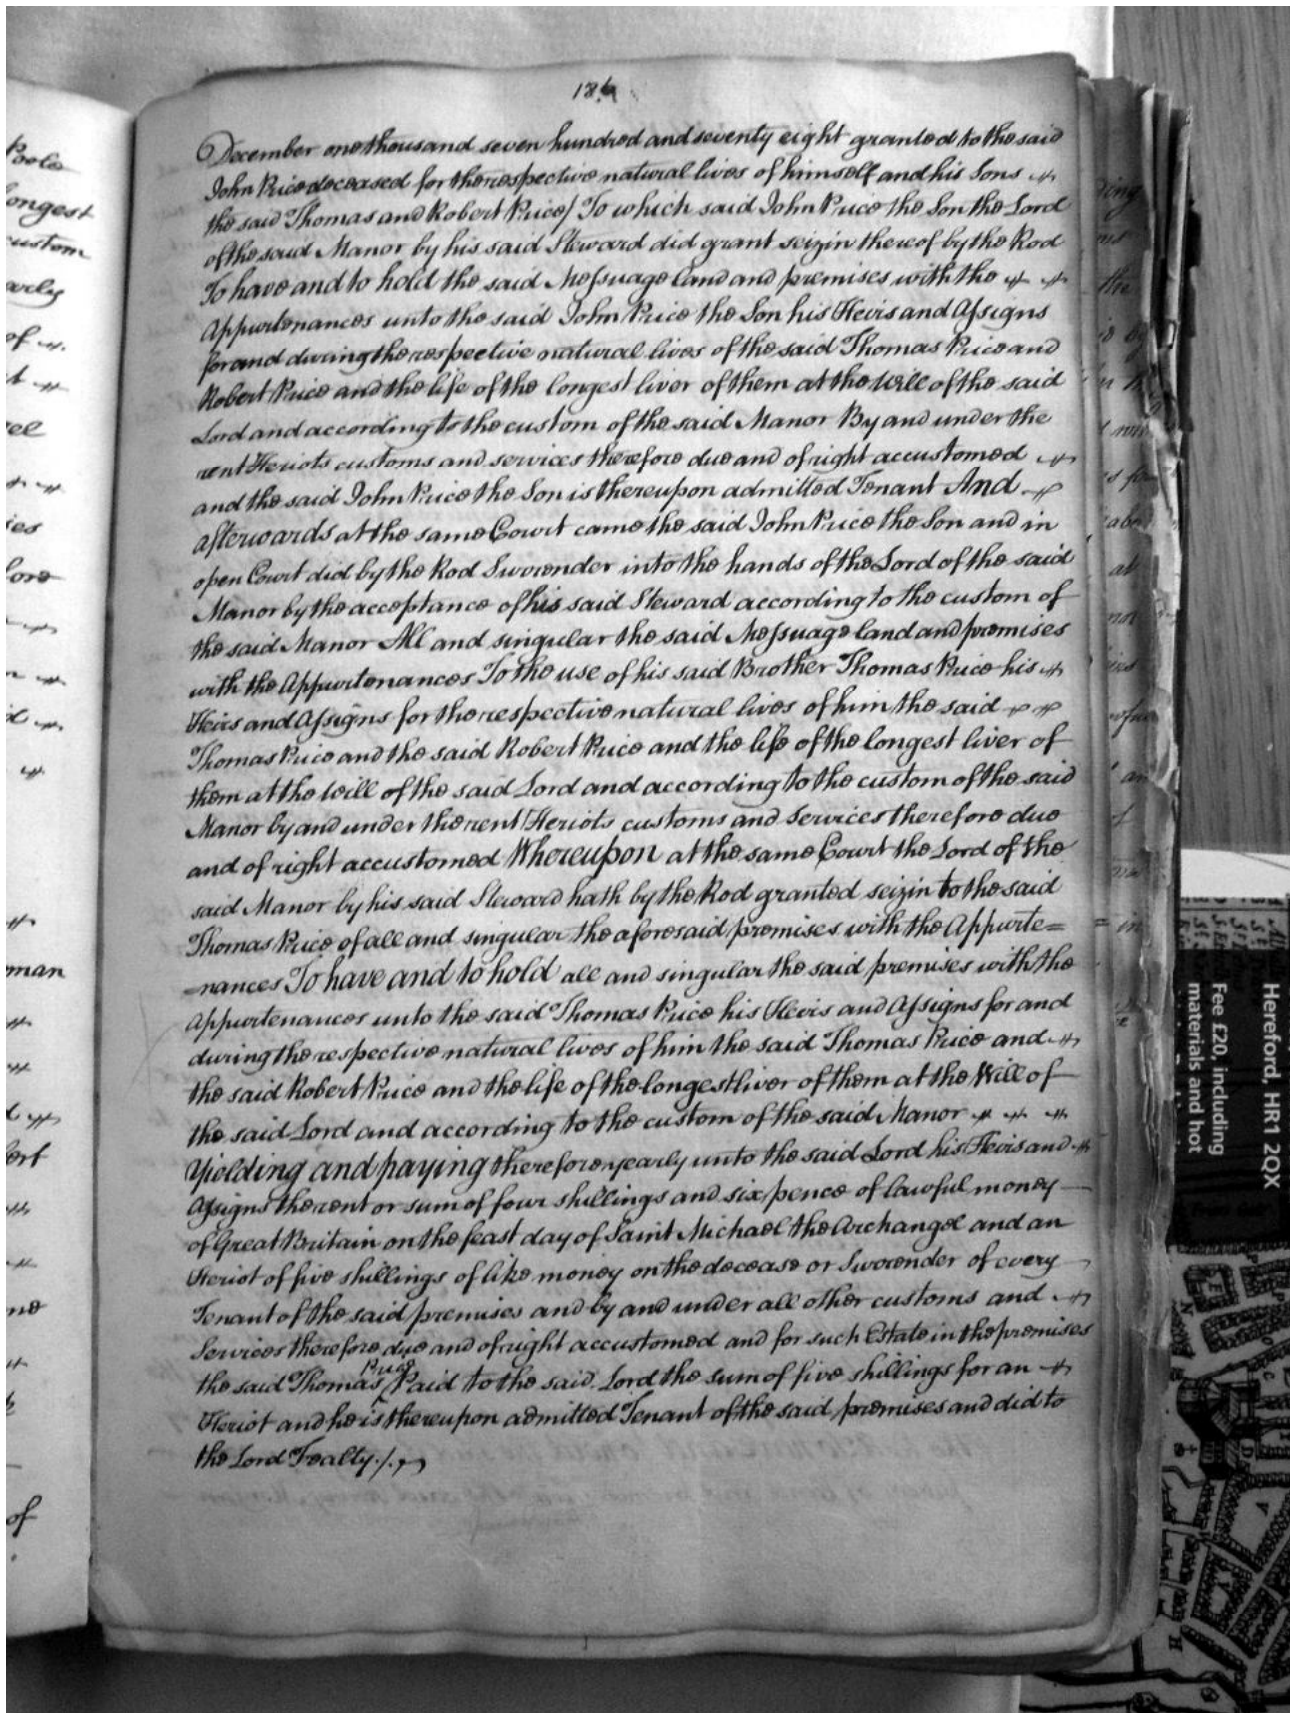 186
December one thousand seven hundred and seventy eight granted to the said
John Price deceased for the respective natural lives of himself and his Sons
the said Thomas and Robert Price/ To which said John Price the Son the Lord
of the said Manor by his said Steward did grant seizin thereof by the Rod
To have and to hold the said Messuage land and premises with the
Appurtenances unto the said John Price the Son his Heirs and Assigns
for and during the respective natural lives of the said Thomas Price and
Robert Price and the life of the longest liver of them at the Will of the said
Lord and according to the custom of the said Manor By and under the
rent Heriots customs and services therefore due and of right accustomed
and the said John Price the Son is thereupon admitted Tenant And
afterwards at the same Court came the said John Price the Son and in
open Court did by the Rod Surrender into the hands of the Lord of the said
Manor by the acceptance of his said Steward according to the custom of
the said Manor All and singular the said Messuage land and premises
with the Appurtenances To the use of his said Brother Thomas Price his
Heirs and Assigns for the respective natural lives of him the said
Thomas Price and the said Robert Price and the life of the longest liver of
them at the Will of the said Lord and according to the custom of the said
Manor by and under the rent Heriots customs and Services therefore due
and of right accustomed Whereupon at the same Court the Lord of the
said Manor by his said Steward hath by the Rod granted seizin to the said
Thomas Price of all and singular the aforesaid premises with the Appurte=
=nances To have and to hold all and singular the said premises with the
Appurtenances unto the said Thomas Price his Heirs and Assigns for and
during the respective natural lives of him the said Thomas Price and
the said Robert Price and the life of the longest liver of them at the Will of
the said Lord and according to the custom of the said Manor
Yielding and paying therefore yearly unto the said Lord his Heirs and
Assigns the rent or sum of four shillings and six pence of lawful money
of Great Britain on the feast day of Saint Michael the Archangel and an
Heriot of five shillings of like money on the decease or Surrender of every
Tenant of the said premises and by and under all other customs and
Services therefore due and of right accustomed and for such Estate in the premises
the said Thomas Price Paid to the said Lord the sum of five shillings for an
Heriot and he is thereupon admitted Tenant of the said premises and did to
the Lord Fealty./.
Hereford, HR1 2QX
Fee £20, including
materials and hot